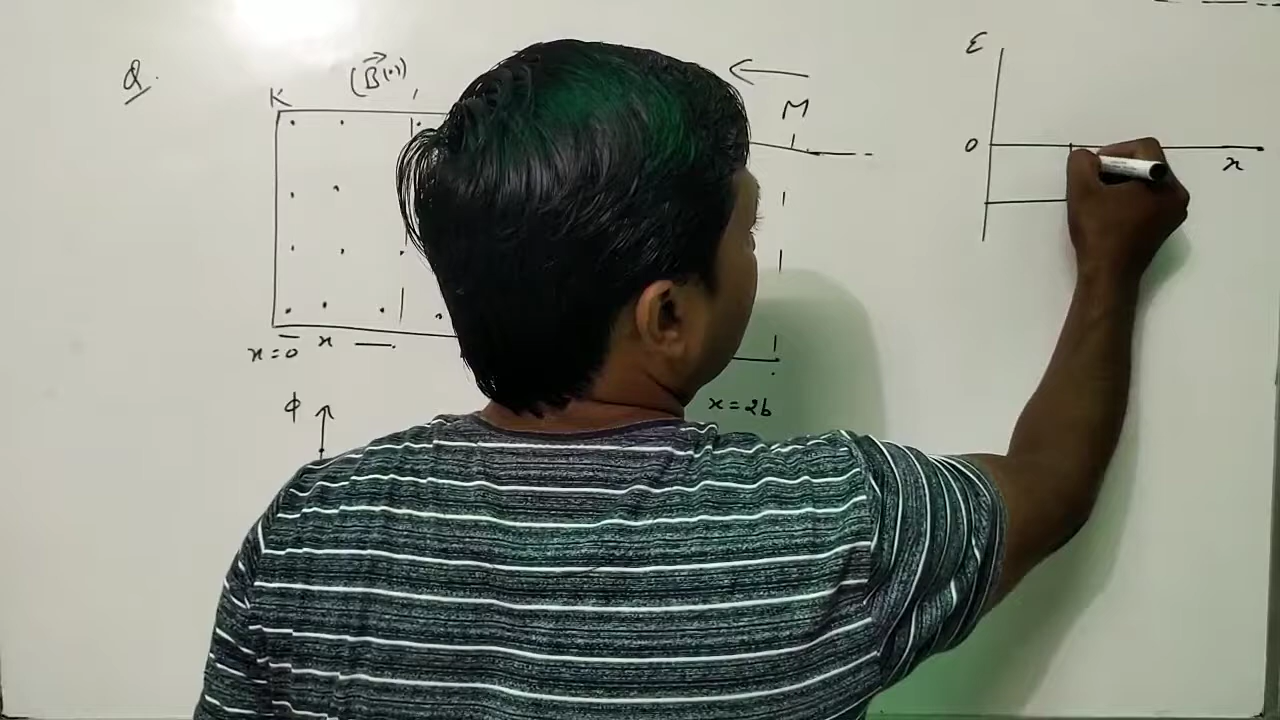 Q.
K
(B⃗(·))
M
x=0
x
x=2b
Φ
ε
0
x